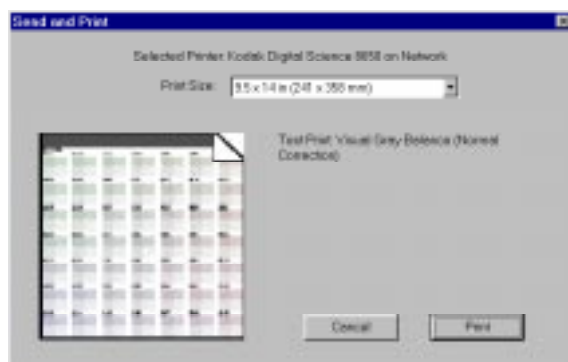 Send and Print
Selected Printer: Kodak Digital Science 8650 on Network
Print Size: 9.5 x 14 in (241 x 356 mm)
Test Print: Visual Gray Balance (Normal
Correction)
Cancel Print